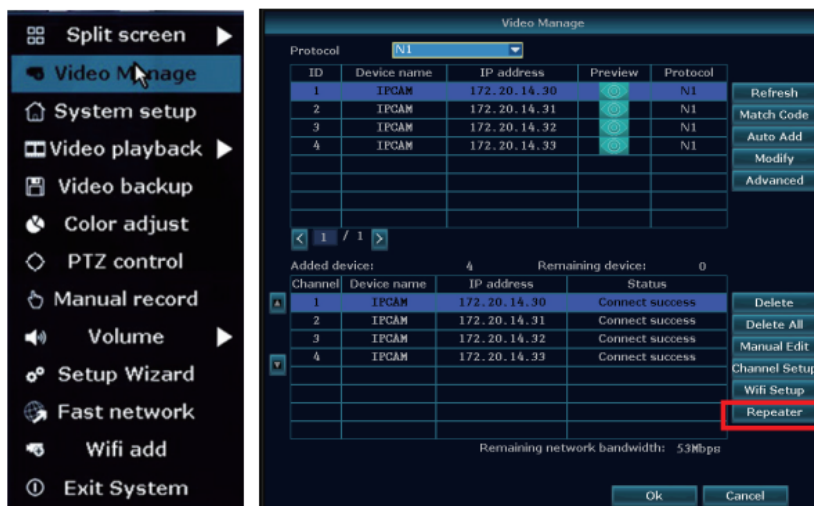 Split screen
Video Manage
System setup
Video playback
Video backup
Color adjust
PTZ control
Manual record
Volume
Setup Wizard
Fast network
Wifi add
Exit System
Video Manage
Protocol N1
ID Device name IP address Preview Protocol
1 IPCAM 172.20.14.30 N1
2 IPCAM 172.20.14.31 N1
3 IPCAM 172.20.14.32 N1
4 IPCAM 172.20.14.33 N1
Refresh
Match Code
Auto Add
Modify
Advanced
< 1 / 1 >
Added device: 4 Remaining device: 0
Channel Device name IP address Status
1 IPCAM 172.20.14.30 Connect success
2 IPCAM 172.20.14.31 Connect success
3 IPCAM 172.20.14.32 Connect success
4 IPCAM 172.20.14.33 Connect success
Delete
Delete All
Manual Edit
Channel Setup
Wifi Setup
Repeater
Remaining network bandwidth: 53Mbps
Ok Cancel